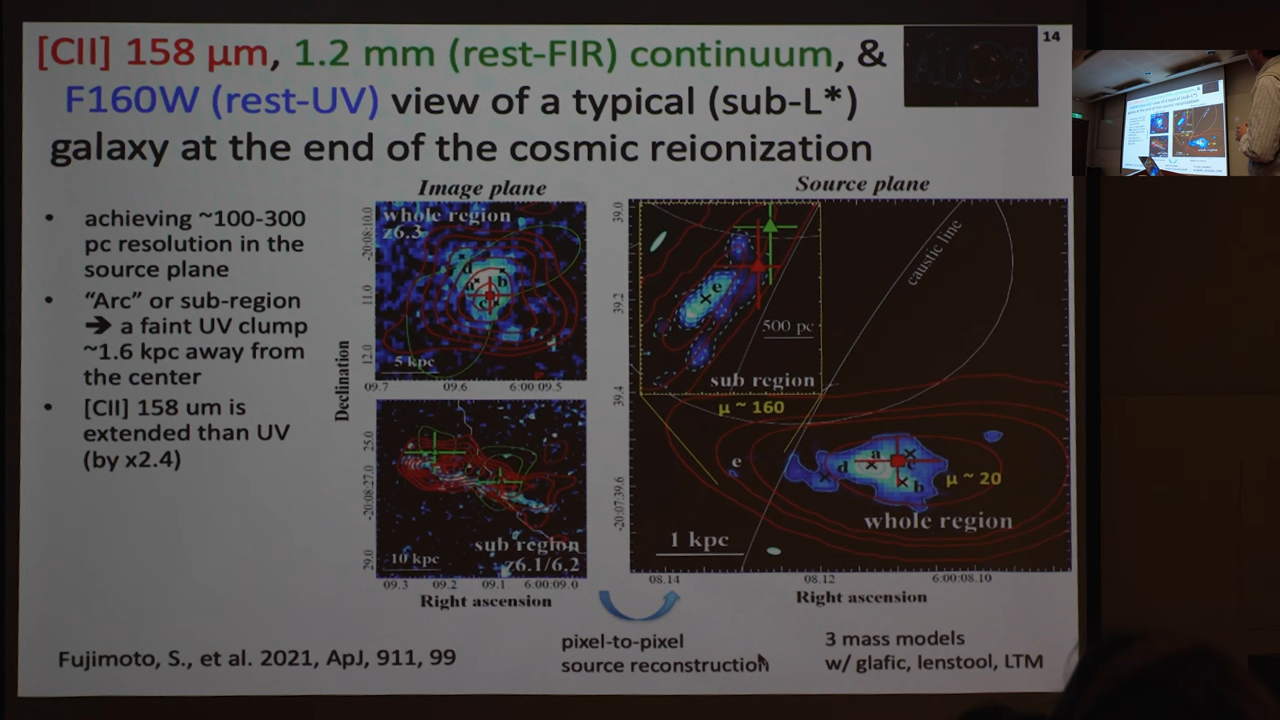 [CII] 158 µm, 1.2 mm (rest-FIR) continuum, &
F160W (rest-UV) view of a typical (sub-L*)
galaxy at the end of the cosmic reionization
14
• achieving ~100-300
pc resolution in the
source plane
• “Arc” or sub-region
➔ a faint UV clump
~1.6 kpc away from
the center
• [CII] 158 um is
extended than UV
(by x2.4)
Image plane
whole region
z6.3
d
b
c
5 kpc
-20:08:10.0
11.0
12.0
09.7 09.6 6:00:09.5
Declination
25.0
-20:08:27.0
29.0
sub region
z6.1/6.2
10 kpc
09.3 09.2 09.1 6:00:09.0
Right ascension
Source plane
39.0
39.2
39.4
-20:07:39.6
e
500 pc
sub region
caustic line
µ ~ 160
e
d
a
c
b
µ ~ 20
whole region
1 kpc
08.14 08.12 6:00:08.10
Right ascension
pixel-to-pixel
source reconstruction
3 mass models
w/ glafic, lenstool, LTM
Fujimoto, S., et al. 2021, ApJ, 911, 99